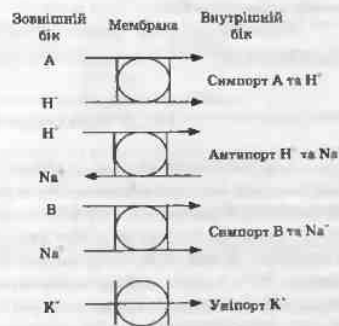 Зовнішній бік
Мембрана
Внутрішній бік
A
H⁺
Симпорт А та H⁺
H⁺
Na⁺
Антипорт H⁺ та Na
B
Na⁺
Симпорт В та Na⁺
K⁺
Уніпорт K⁺